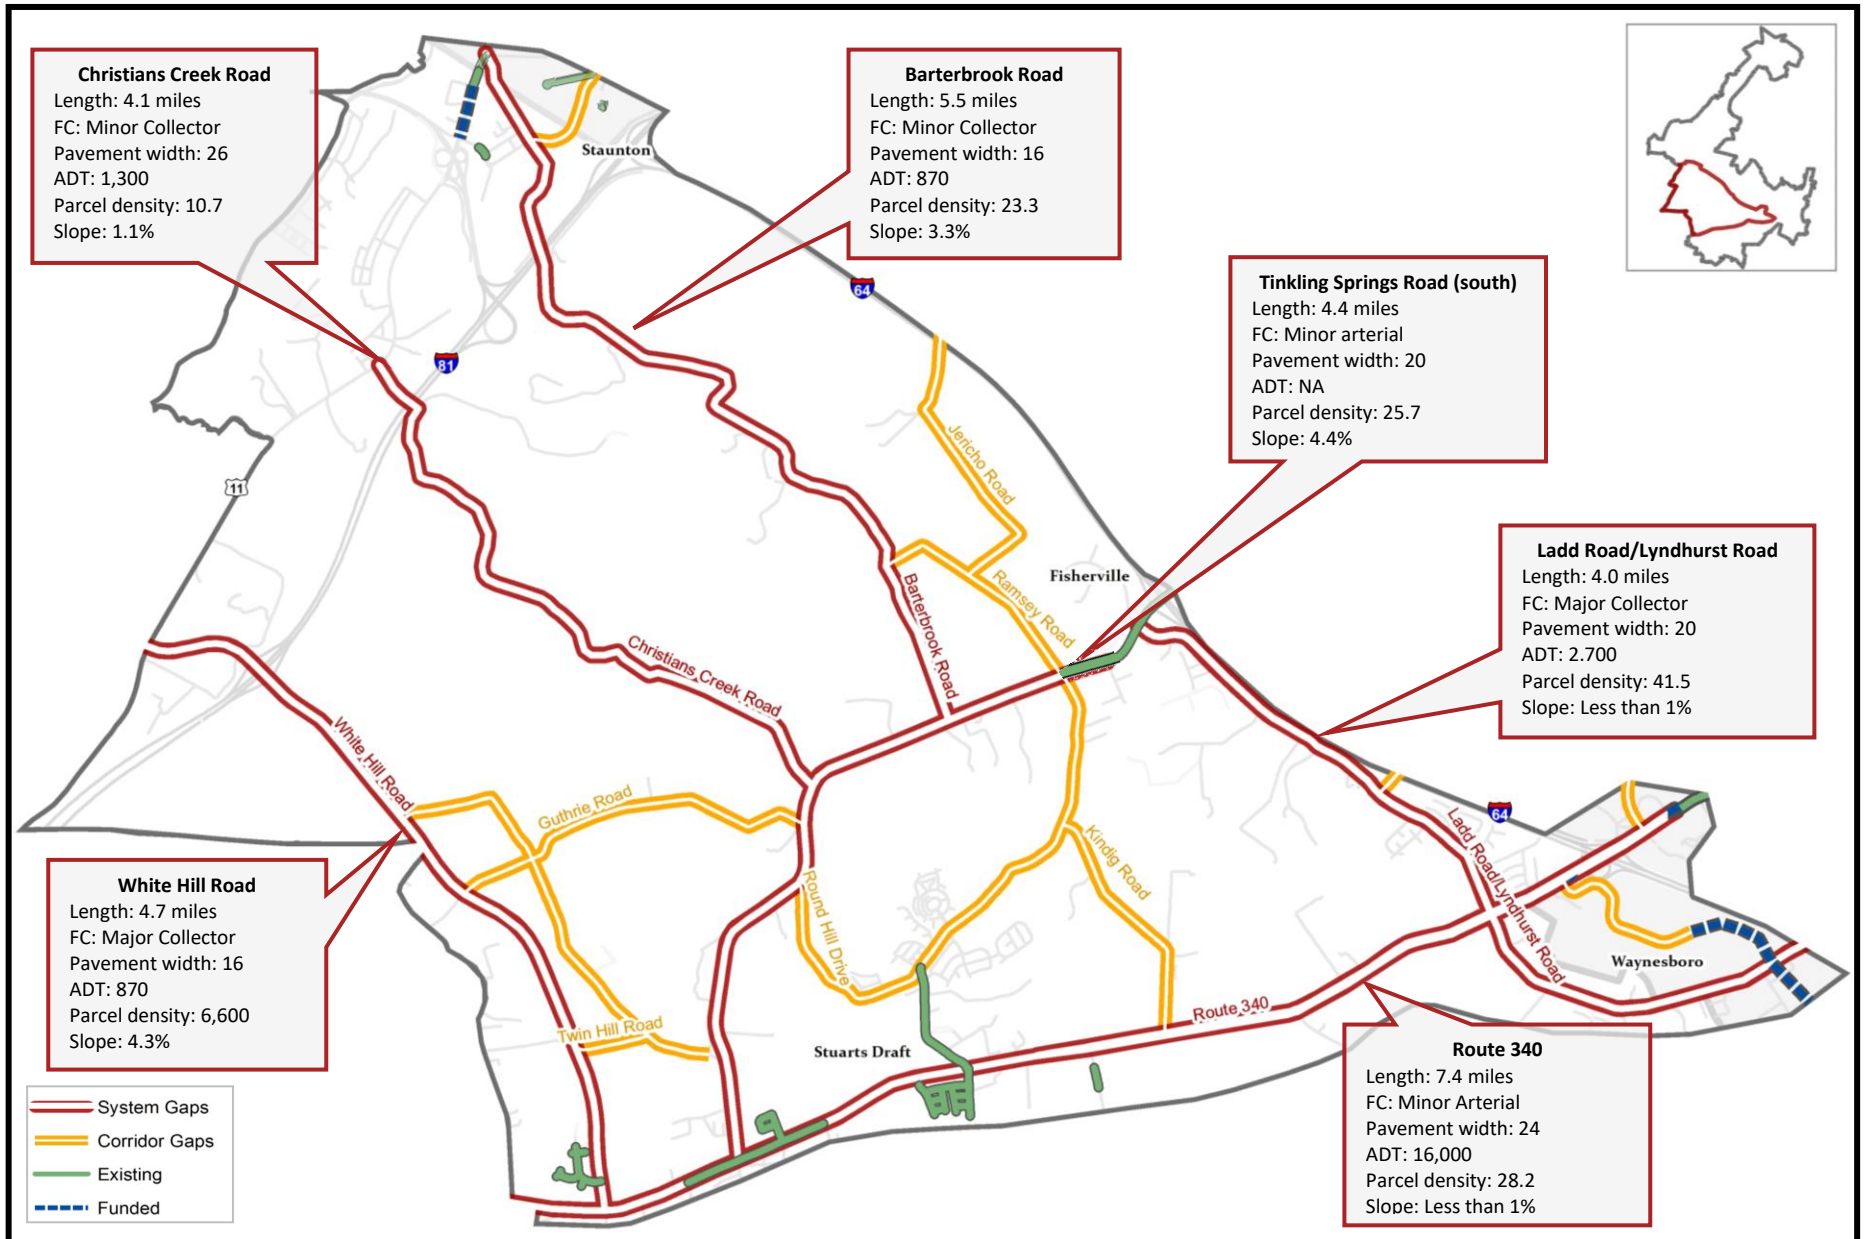 Christians Creek Road
Length: 4.1 miles
FC: Minor Collector
Pavement width: 26
ADT: 1,300
Parcel density: 10.7
Slope: 1.1%
Barterbrook Road
Length: 5.5 miles
FC: Minor Collector
Pavement width: 16
ADT: 870
Parcel density: 23.3
Slope: 3.3%
Staunton
64
Tinkling Springs Road (south)
Length: 4.4 miles
FC: Minor arterial
Pavement width: 20
ADT: NA
Parcel density: 25.7
Slope: 4.4%
81
11
Jericho Road
Ladd Road/Lyndhurst Road
Length: 4.0 miles
FC: Major Collector
Pavement width: 20
ADT: 2.700
Parcel density: 41.5
Slope: Less than 1%
Fisherville
Ramsey Road
Barterbrook Road
Christians Creek Road
White Hill Road
Guthrie Road
Kindig Road
64
Ladd Road/Lyndhurst Road
White Hill Road
Length: 4.7 miles
FC: Major Collector
Pavement width: 16
ADT: 870
Parcel density: 6,600
Slope: 4.3%
Round Hill Drive
Waynesboro
Route 340
Twin Hill Road
Stuarts Draft
Route 340
Length: 7.4 miles
FC: Minor Arterial
Pavement width: 24
ADT: 16,000
Parcel density: 28.2
Slope: Less than 1%
System Gaps
Corridor Gaps
Existing
Funded